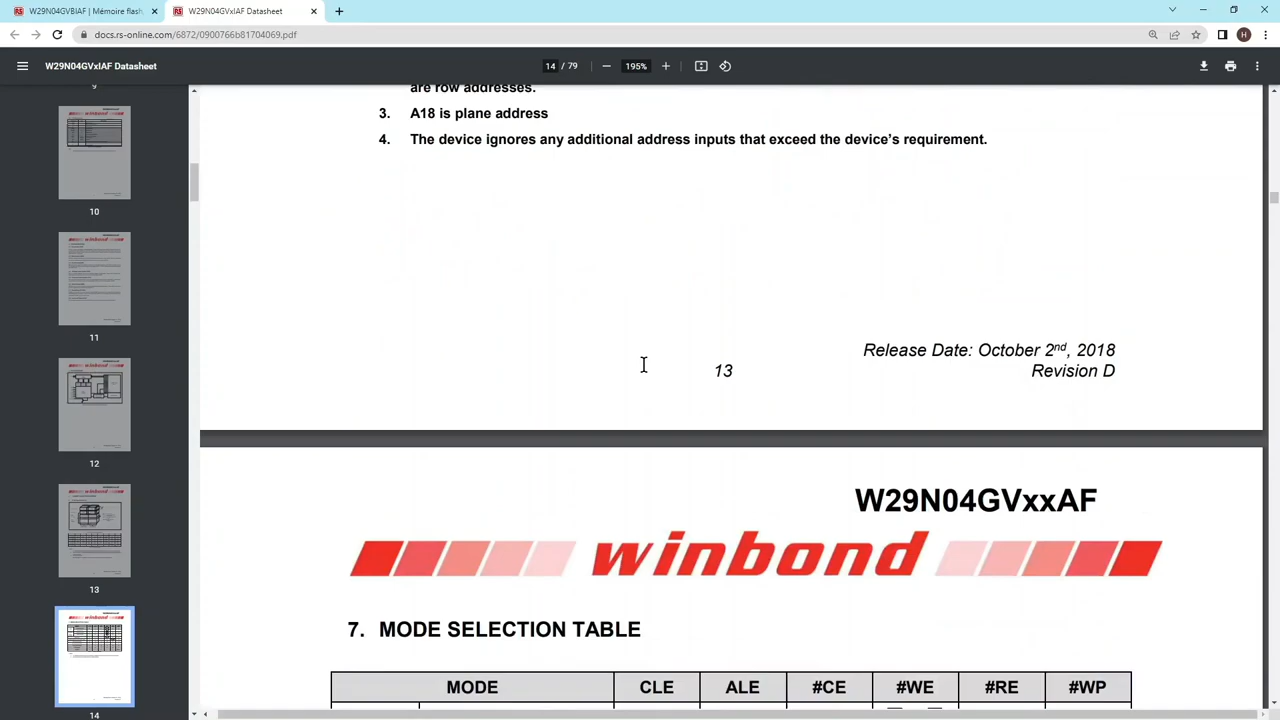 W29N04GVBIAF | Mémoire flash
W29N04GVxIAF Datasheet
docs.rs-online.com/6872/0900766b81704069.pdf
H
W29N04GVxIAF Datasheet
14 / 79
195%
9
10
11
12
13
14
are row addresses.
3. A18 is plane address
4. The device ignores any additional address inputs that exceed the device's requirement.
Release Date: October 2nd, 2018
13
Revision D
W29N04GVxxAF
winbond
7. MODE SELECTION TABLE
MODE CLE ALE #CE #WE #RE #WP